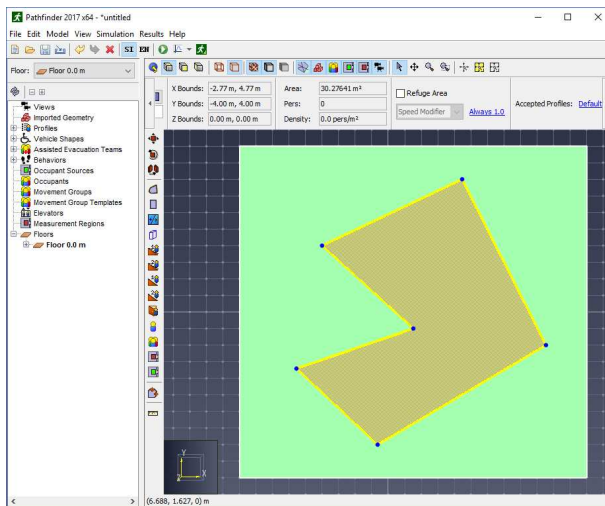 Pathfinder 2017 x64 - *untitled
File Edit Model View Simulation Results Help
SI EN
Floor: Floor 0.0 m
X Bounds: -2.77 m, 4.77 m
Y Bounds: -4.00 m, 4.00 m
Z Bounds: 0.00 m, 0.00 m
Area: 30.27641 m²
Pers: 0
Density: 0.0 pers/m²
Refuge Area
Speed Modifier Always 1.0
Accepted Profiles: Default
Views
Imported Geometry
Profiles
Vehicle Shapes
Assisted Evacuation Teams
Behaviors
Occupant Sources
Occupants
Movement Groups
Movement Group Templates
Elevators
Measurement Regions
Floors
Floor 0.0 m
Y
Z X
(6.688, 1.627, 0) m